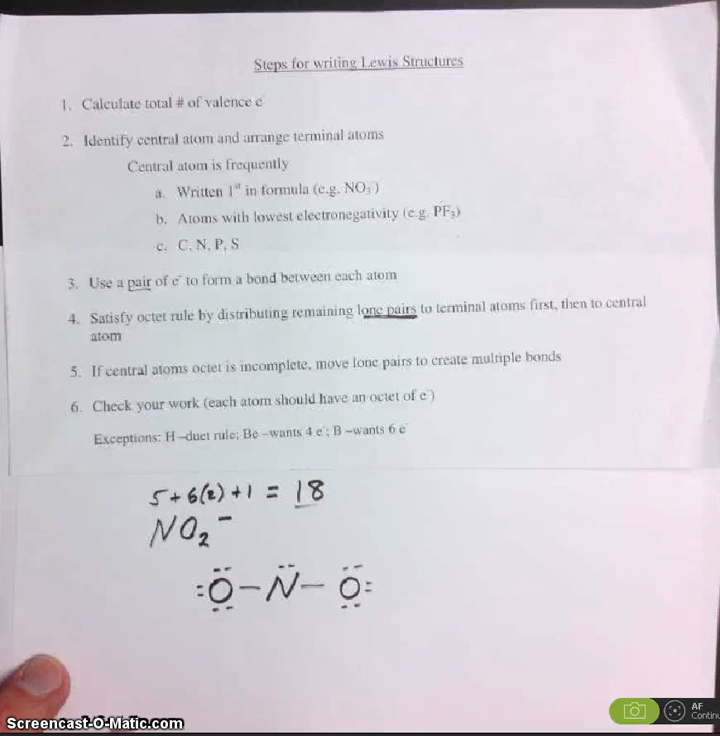 Steps for writing Lewis Structures
1. Calculate total # of valence e⁻
2. Identify central atom and arrange terminal atoms
Central atom is frequently
a. Written 1st in formula (e.g. NO₃⁻)
b. Atoms with lowest electronegativity (e.g. PF₃)
c. C, N, P, S
3. Use a pair of e⁻ to form a bond between each atom
4. Satisfy octet rule by distributing remaining lone pairs to terminal atoms first, then to central
atom
5. If central atoms octet is incomplete, move lone pairs to create multiple bonds
6. Check your work (each atom should have an octet of e⁻)
Exceptions: H –duet rule; Be –wants 4 e⁻; B –wants 6 e⁻
5+6(2)+1 = 18
NO₂⁻
:O – N – O:
AF
Screencast-O-Matic.com
Continu